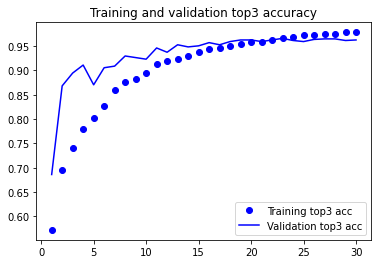 Training and validation top3 accuracy
0.95
0.90
0.85
0.80
0.75
0.70
0.65
0.60
Training top3 acc
Validation top3 acc
0 5 10 15 20 25 30